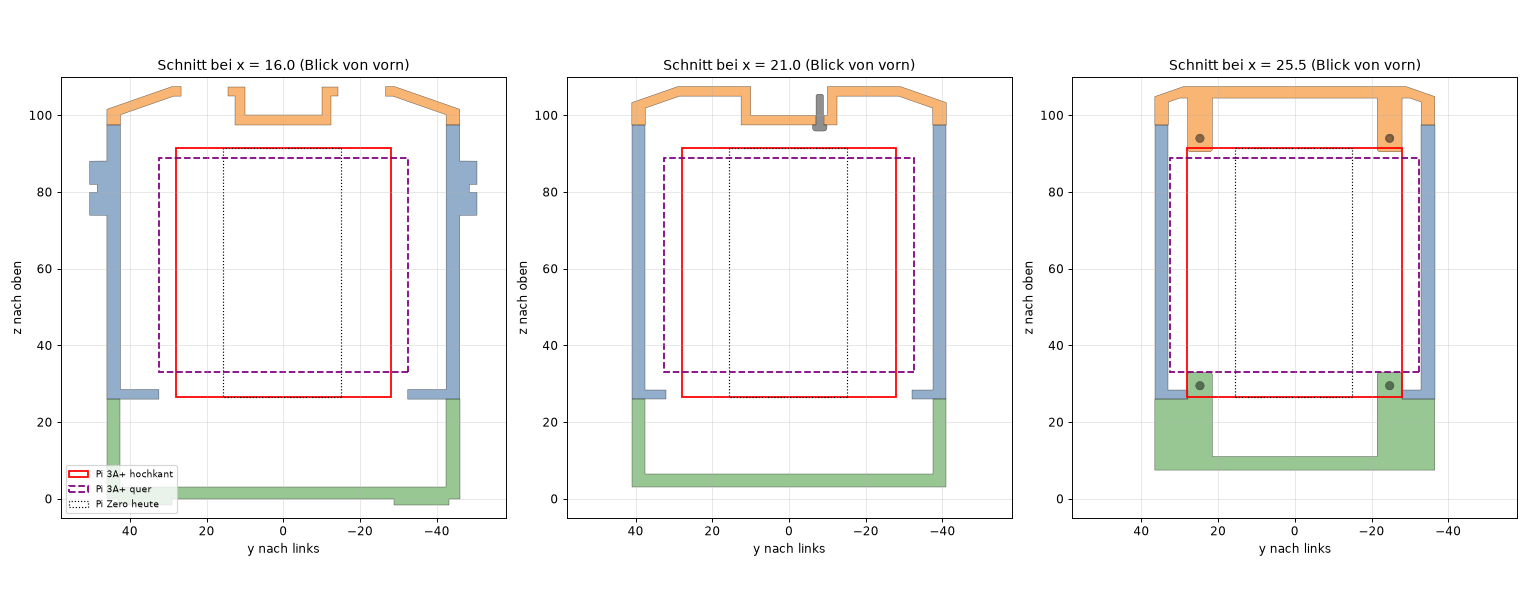 Schnitt bei x = 16.0 (Blick von vorn)
z nach oben
100
80
60
40
20
0
Pi 3A+ hochkant
Pi 3A+ quer
Pi Zero heute
40 20 0 −20 −40
y nach links
Schnitt bei x = 21.0 (Blick von vorn)
z nach oben
100
80
60
40
20
0
40 20 0 −20 −40
y nach links
Schnitt bei x = 25.5 (Blick von vorn)
z nach oben
100
80
60
40
20
0
40 20 0 −20 −40
y nach links